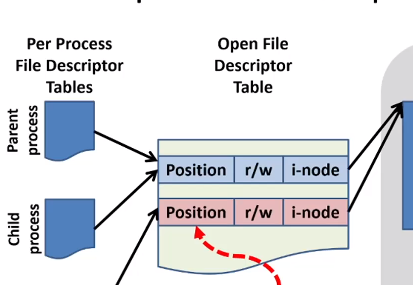 Per Process
File Descriptor
Tables
Open File
Descriptor
Table
Parent
process
Position r/w i-node
Position r/w i-node
Child
process